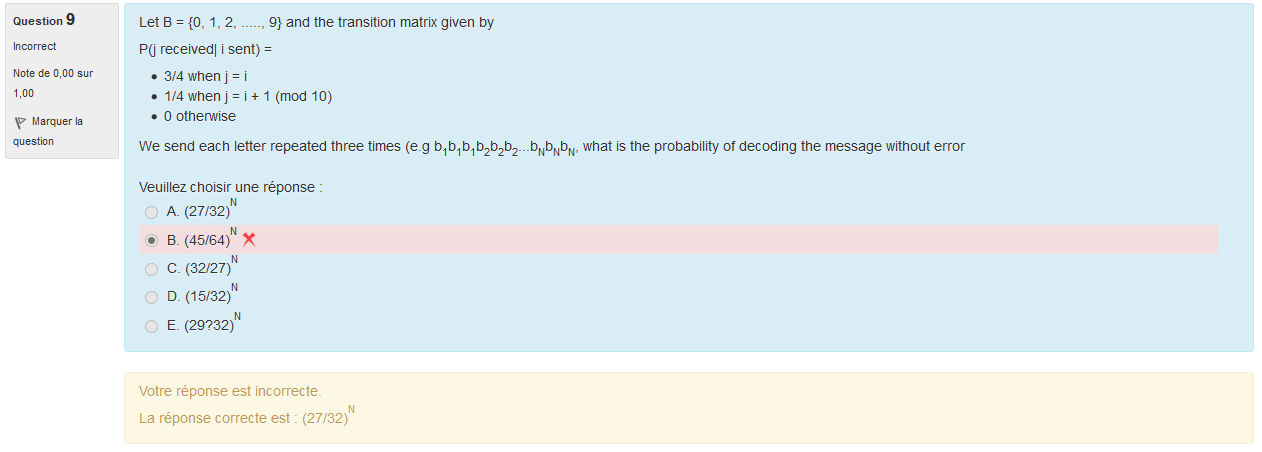 Question 9
Incorrect
Note de 0,00 sur
1,00
Marquer la
question
Let B = {0, 1, 2, ....., 9} and the transition matrix given by
P(j received| i sent) =
• 3/4 when j = i
• 1/4 when j = i + 1 (mod 10)
• 0 otherwise
We send each letter repeated three times (e.g b1b1b1b2b2b2...bNbNbN, what is the probability of decoding the message without error
Veuillez choisir une réponse :
A. (27/32)^N
B. (45/64)^N
C. (32/27)^N
D. (15/32)^N
E. (29?32)^N
Votre réponse est incorrecte.
La réponse correcte est : (27/32)^N